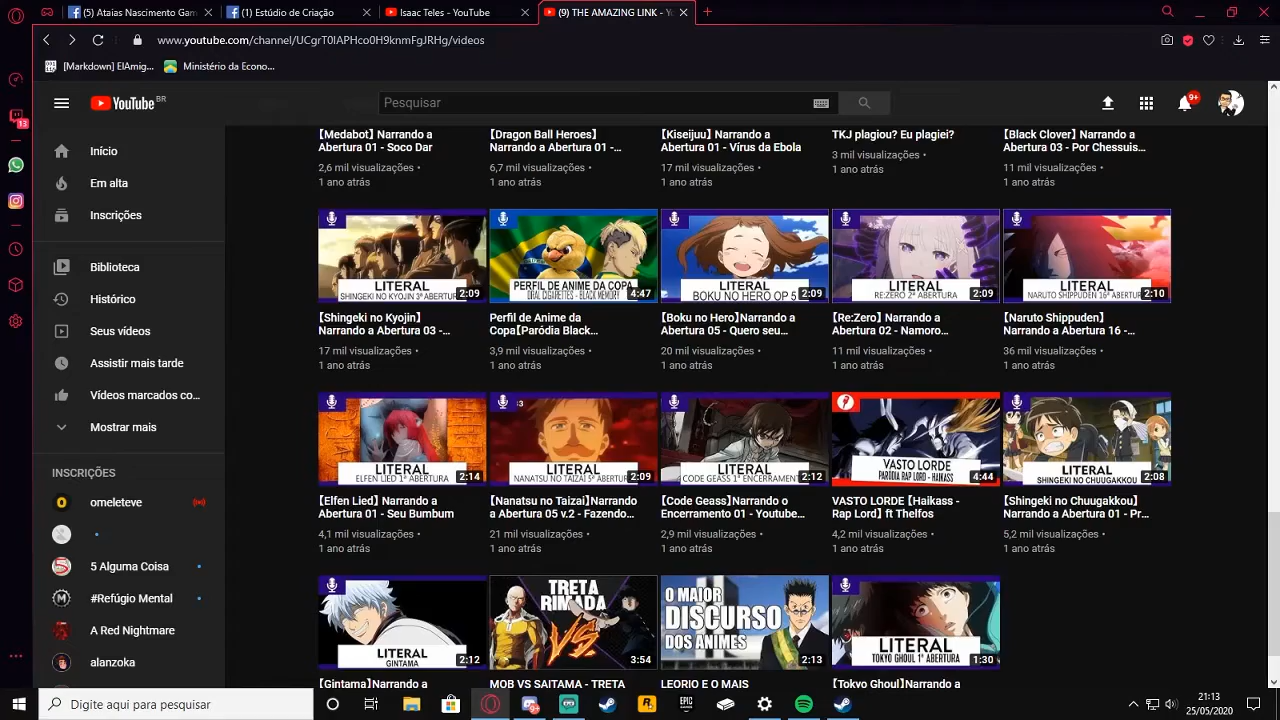 (5) Ataias Nascimento Gam
(1) Estúdio de Criação
Isaac Teles - YouTube
(9) THE AMAZING LINK - Yo
www.youtube.com/channel/UCgrT0lAPHco0H9knmFgJRHg/videos
[Markdown] ElAmig...
Ministério da Econo...
YouTube BR
Pesquisar
9+
13
Início
Em alta
Inscrições
Biblioteca
Histórico
Seus vídeos
Assistir mais tarde
Vídeos marcados co...
Mostrar mais
INSCRIÇÕES
omeleteve
5 Alguma Coisa
#Refúgio Mental
A Red Nightmare
alanzoka
[Medabot] Narrando a
Abertura 01 - Soco Dar
2,6 mil visualizações •
1 ano atrás
[Dragon Ball Heroes]
Narrando a Abertura 01 -...
6,7 mil visualizações •
1 ano atrás
[Kiseijuu] Narrando a
Abertura 01 - Vírus da Ebola
17 mil visualizações •
1 ano atrás
TKJ plagiou? Eu plagiei?
3 mil visualizações •
1 ano atrás
[Black Clover] Narrando a
Abertura 03 - Por Chessuis...
11 mil visualizações •
1 ano atrás
LITERAL
SHINGEKI NO KYOJIN 3ª ABERTUR
2:09
[Shingeki no Kyojin]
Narrando a Abertura 03 -...
17 mil visualizações •
1 ano atrás
PERFIL DE ANIME DA COPA
ORAL CIGARETTES - BLACK MEMORY
4:47
Perfil de Anime da
Copa【Paródia Black...
3,9 mil visualizações •
1 ano atrás
LITERAL
BOKU NO HERO OP 5
2:09
[Boku no Hero]Narrando a
Abertura 05 - Quero seu...
20 mil visualizações •
1 ano atrás
LITERAL
RE:ZERO 2ª ABERTURA
2:09
[Re:Zero] Narrando a
Abertura 02 - Namoro...
11 mil visualizações •
1 ano atrás
LITERAL
NARUTO SHIPPUDEN 16ª ABERTUR
2:10
[Naruto Shippuden]
Narrando a Abertura 16 -...
36 mil visualizações •
1 ano atrás
LITERAL
ELFEN LIED 1ª ABERTURA
2:14
[Elfen Lied] Narrando a
Abertura 01 - Seu Bumbum
4,1 mil visualizações •
1 ano atrás
:3
LITERAL
NANATSU NO TAIZAI 5ª ABERTUR
2:09
[Nanatsu no Taizai]Narrando
a Abertura 05 v.2 - Fazendo...
21 mil visualizações •
1 ano atrás
LITERAL
CODE GEASS 1º ENCERRAMENT
2:12
[Code Geass]Narrando o
Encerramento 01 - Youtube...
2,9 mil visualizações •
1 ano atrás
VASTO LORDE
PARÓDIA RAP LORD - HAIKASS
4:44
VASTO LORDE [Haikass -
Rap Lord] ft Thelfos
4,2 mil visualizações •
1 ano atrás
LITERAL
SHINGEKI NO CHUUGAKKOU
2:08
[Shingeki no Chuugakkou]
Narrando a Abertura 01 - Pr...
5,2 mil visualizações •
1 ano atrás
LITERAL
GINTAMA
2:12
[Gintama]Narrando a
TRETA
RIMADA
VS
3:54
MOB VS SAITAMA - TRETA
O MAIOR
DISCURSO
DOS ANIMES
2:13
LEORIO E O MAIS
LITERAL
TOKYO GHOUL 1ª ABERTURA
1:30
[Tokyo Ghoul]Narrando a
Digite aqui para pesquisar
EPIC
21:13
25/05/2020